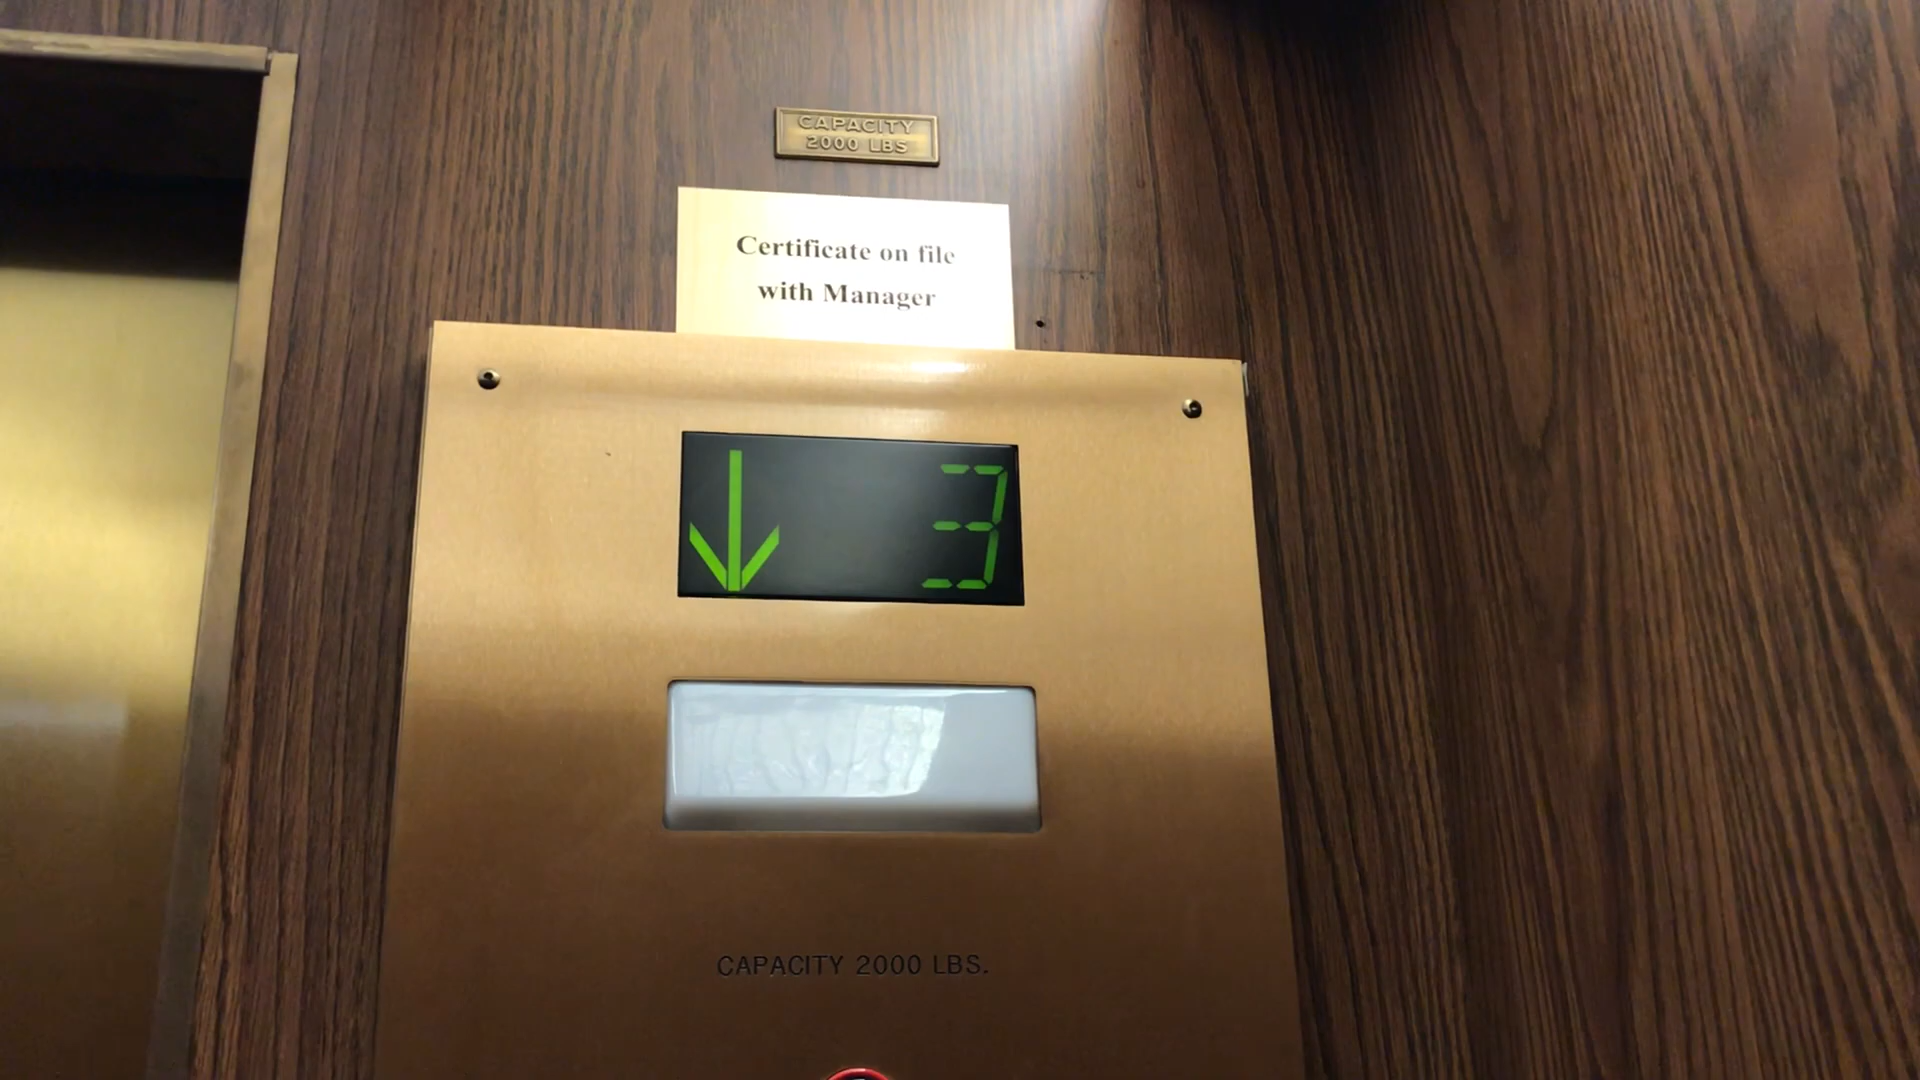 CAPACITY
2000 LBS
Certificate on file
with Manager
3
CAPACITY 2000 LBS.